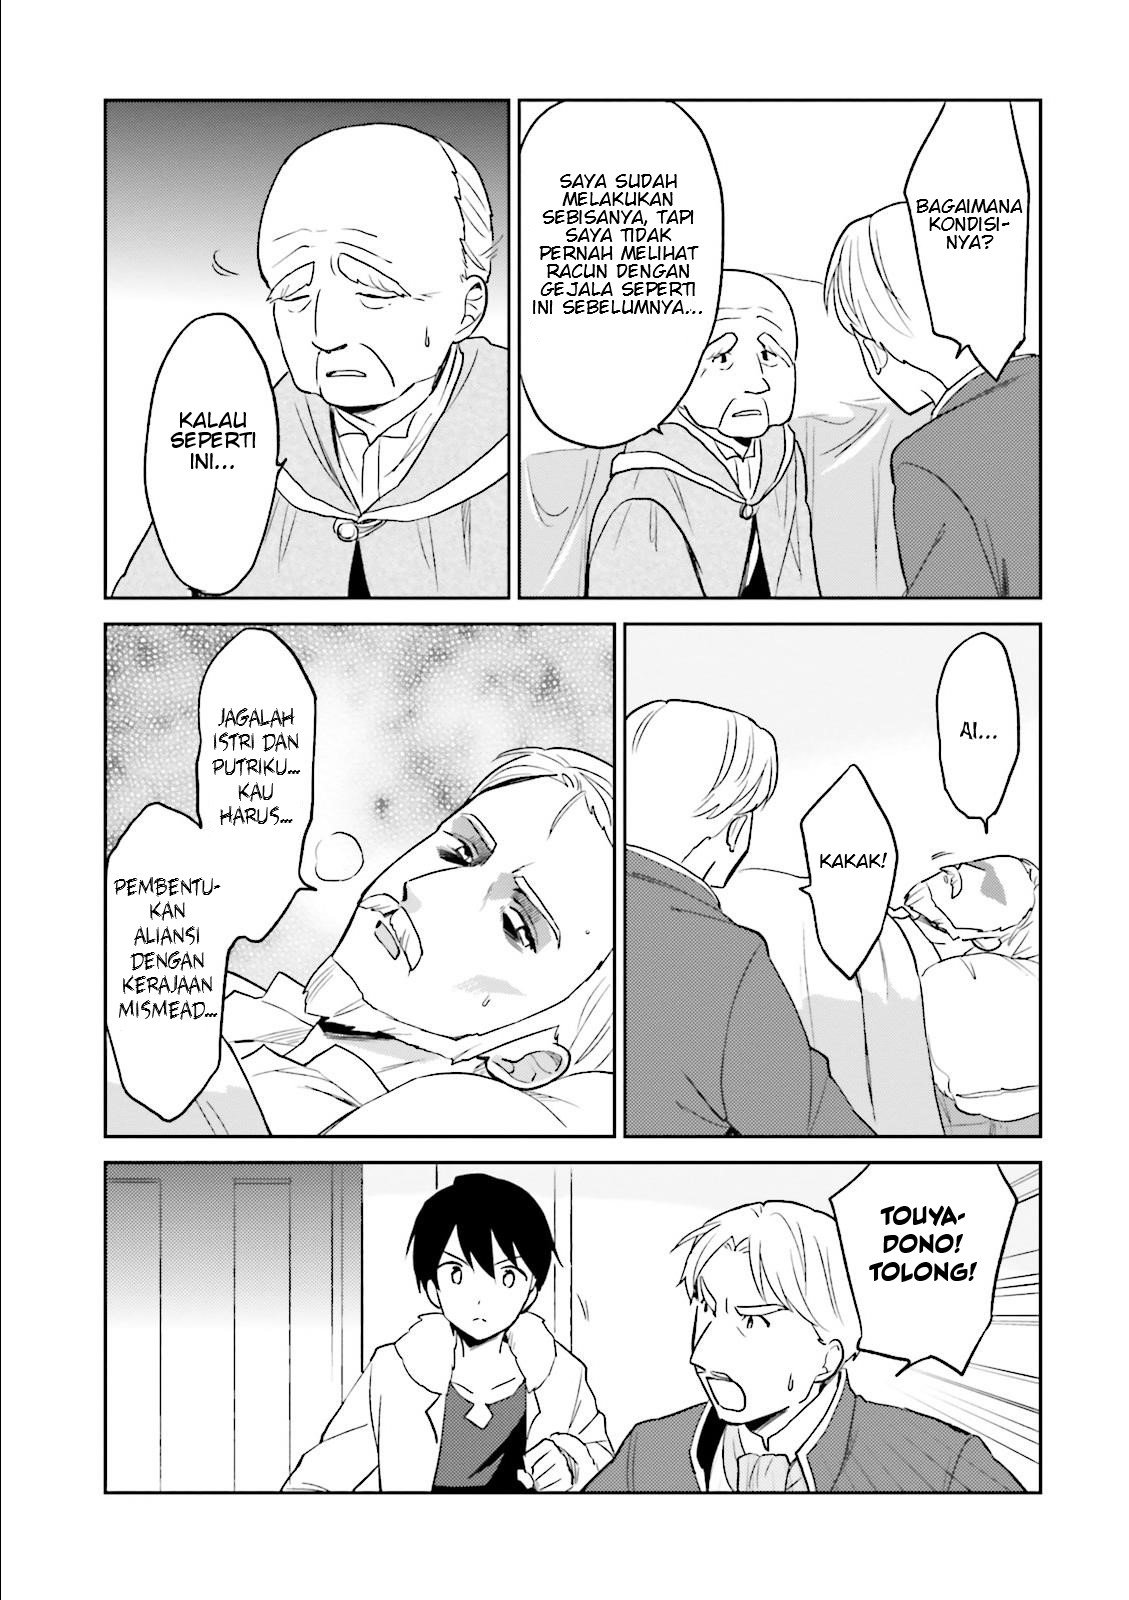 BAGAIMANA
KONDISI-
NYA?
SAYA SUDAH
MELAKUKAN
SEBISANYA, TAPI
SAYA TIDAK
PERNAH MELIHAT
RACUN DENGAN
GEJALA SEPERTI
INI SEBELUMNYA...
KALAU
SEPERTI
INI...
AI...
KAKAK!
JAGALAH
ISTRI DAN
PUTRIKU...
KAU
HARUS...
PEMBENTU-
KAN
ALIANSI
DENGAN
KERAJAAN
MISMEAD...
TOUYA-
DONO!
TOLONG!